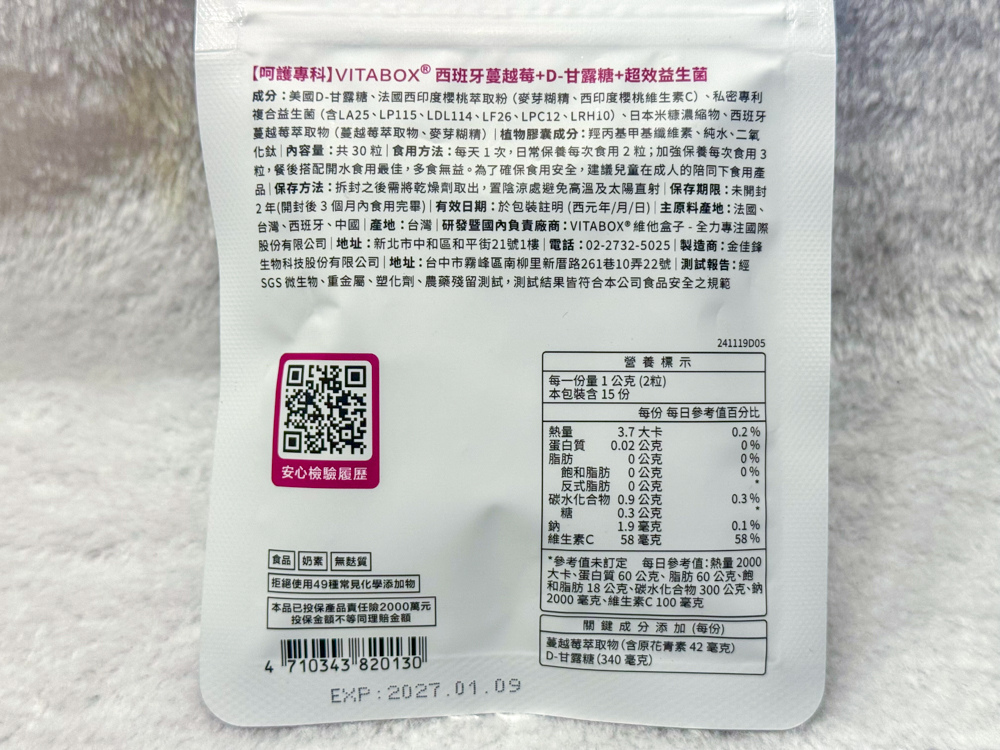 【呵護專科】VITABOX® 西班牙蔓越莓+D-甘露糖+超效益生菌
成分：美國D-甘露糖、法國西印度櫻桃萃取粉（麥芽糊精、西印度櫻桃維生素C）、私密專利
複合益生菌（含LA25、LP115、LDL114、LF26、LPC12、LRH10）、日本米糠濃縮物、西班牙
蔓越莓萃取物（蔓越莓萃取物、麥芽糊精）| 植物膠囊成分：羥丙基甲基纖維素、純水、二氧
化鈦 | 內容量：共 30 粒 | 食用方法：每天 1 次，日常保養每次食用 2 粒；加強保養每次食用 3
粒，餐後搭配開水食用最佳，多食無益。為了確保食用安全，建議兒童在成人的陪同下食用產
品 | 保存方法：拆封之後需將乾燥劑取出，置陰涼處避免高溫及太陽直射 | 保存期限：未開封
2 年(開封後 3 個月內食用完畢) | 有效日期：於包裝註明 (西元年/月/日) | 主原料產地：法國、
台灣、西班牙、中國 | 產地：台灣 | 研發暨國內負責廠商：VITABOX® 維他盒子 - 全力專注國際
股份有限公司 | 地址：新北市中和區和平街21號1樓 | 電話：02-2732-5025 | 製造商：金佳鋒
生物科技股份有限公司 | 地址：台中市霧峰區南柳里新厝路261巷10弄22號 | 測試報告：經
SGS 微生物、重金屬、塑化劑、農藥殘留測試，測試結果皆符合本公司食品安全之規範
241119D05
安心檢驗履歷
營養標示
每一份量 1 公克 (2粒)
本包裝含 15 份
每份 每日參考值百分比
熱量 3.7 大卡 0.2 %
蛋白質 0.02 公克 0 %
脂肪 0 公克 0 %
飽和脂肪 0 公克 0 %
反式脂肪 0 公克 *
碳水化合物 0.9 公克 0.3 %
糖 0.3 公克 *
鈉 1.9 毫克 0.1 %
維生素C 58 毫克 58 %
*參考值未訂定 每日參考值：熱量 2000
大卡、蛋白質 60 公克、脂肪 60 公克、飽
和脂肪 18 公克、碳水化合物 300 公克、鈉
2000 毫克、維生素C 100 毫克
關鍵成分添加 (每份)
蔓越莓萃取物（含原花青素 42 毫克）
D-甘露糖（340 毫克）
食品 奶素 無麩質
拒絕使用49種常見化學添加物
本品已投保產品責任險2000萬元
投保金額不等同理賠金額
4 710343 820130
EXP : 2027.01.09